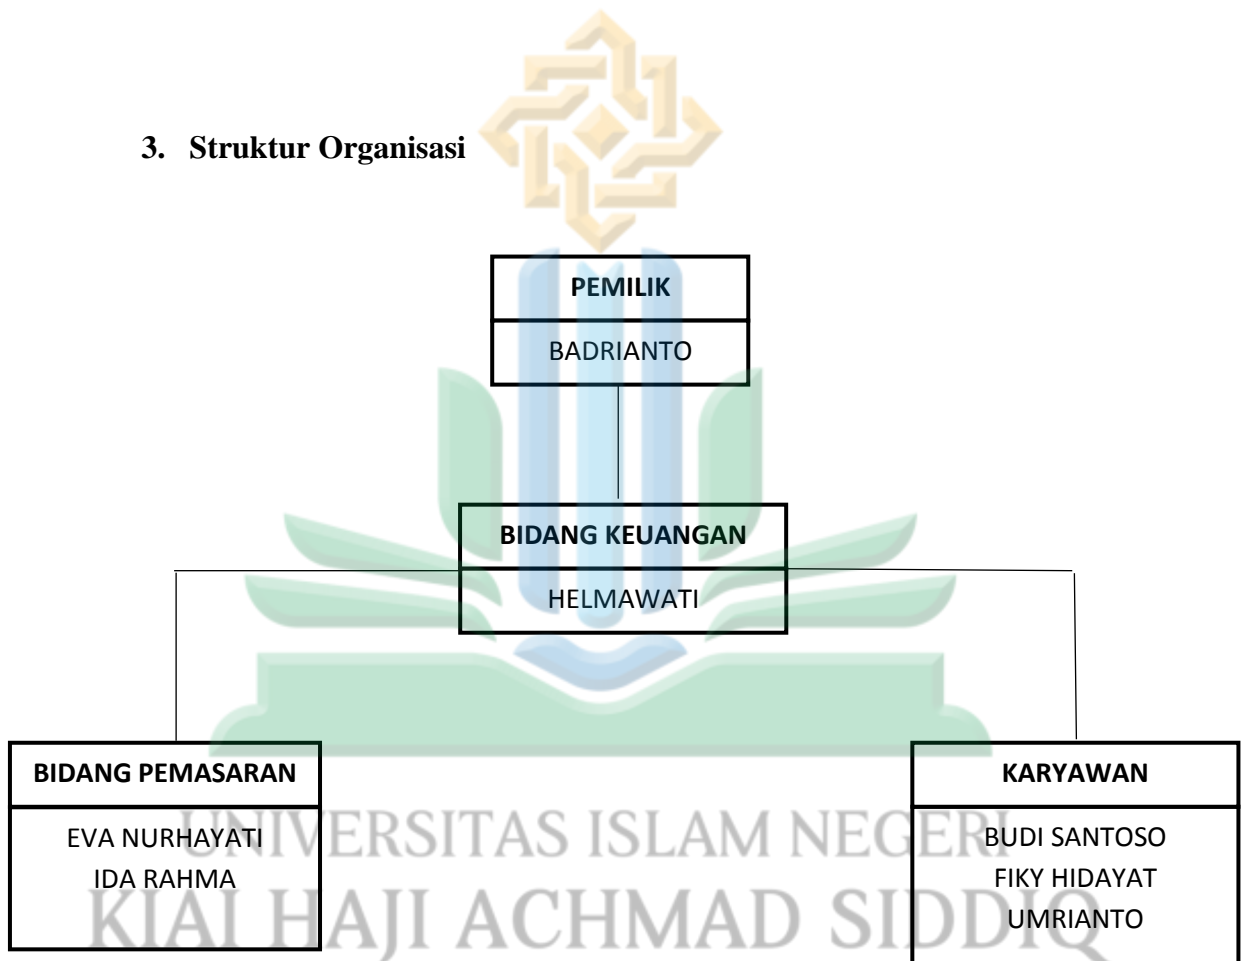 3. Struktur Organisasi
PEMILIK
BADRIANTO
BIDANG KEUANGAN
HELMAWATI
BIDANG PEMASARAN
EVA NURHAYATI
IDA RAHMA
KARYAWAN
BUDI SANTOSO
FIKY HIDAYAT
UMRIANTO
UNIVERSITAS ISLAM NEGERI
KIAI HAJI ACHMAD SIDDIQ